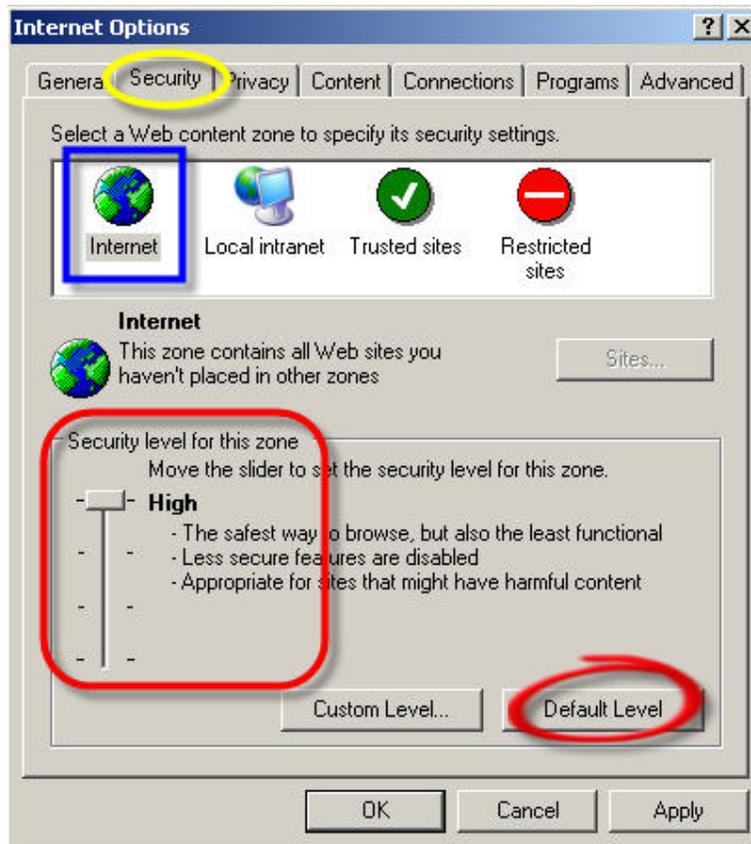 Internet Options
General Security Privacy Content Connections Programs Advanced
Select a Web content zone to specify its security settings.
Internet
Local intranet
Trusted sites
Restricted
sites
Internet
This zone contains all Web sites you
haven't placed in other zones
Sites...
Security level for this zone
Move the slider to set the security level for this zone.
High
- The safest way to browse, but also the least functional
- Less secure features are disabled
- Appropriate for sites that might have harmful content
Custom Level...
Default Level
OK
Cancel
Apply